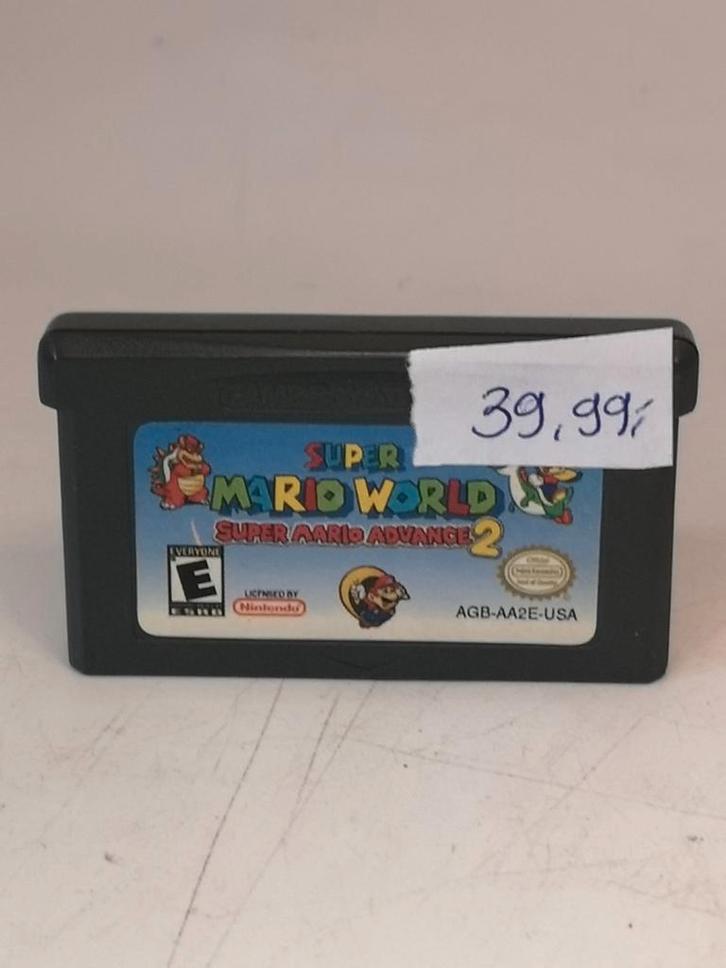 39,99,-
SUPER
MARIO WORLD
SUPER MARIO ADVANCE 2
EVERYONE
E
ESRB
LICENSED BY
Nintendo
AGB-AA2E-USA